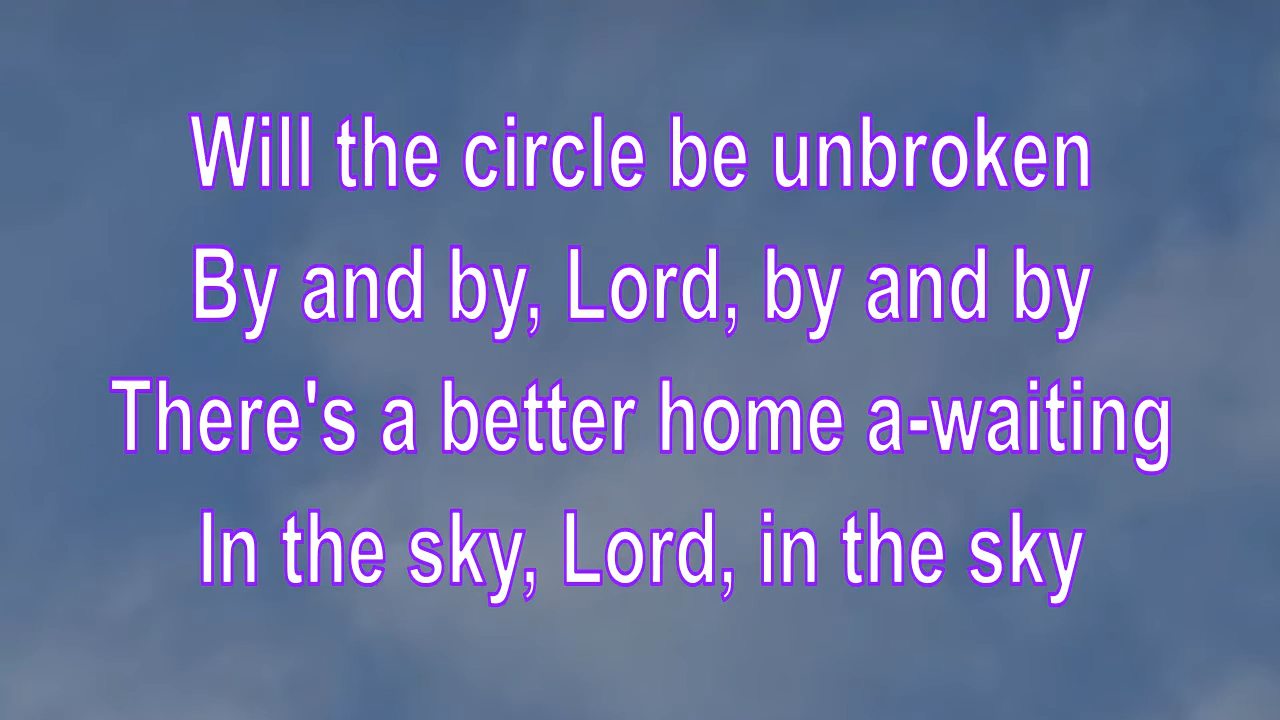 Will the circle be unbroken
By and by, Lord, by and by
There's a better home a-waiting
In the sky, Lord, in the sky